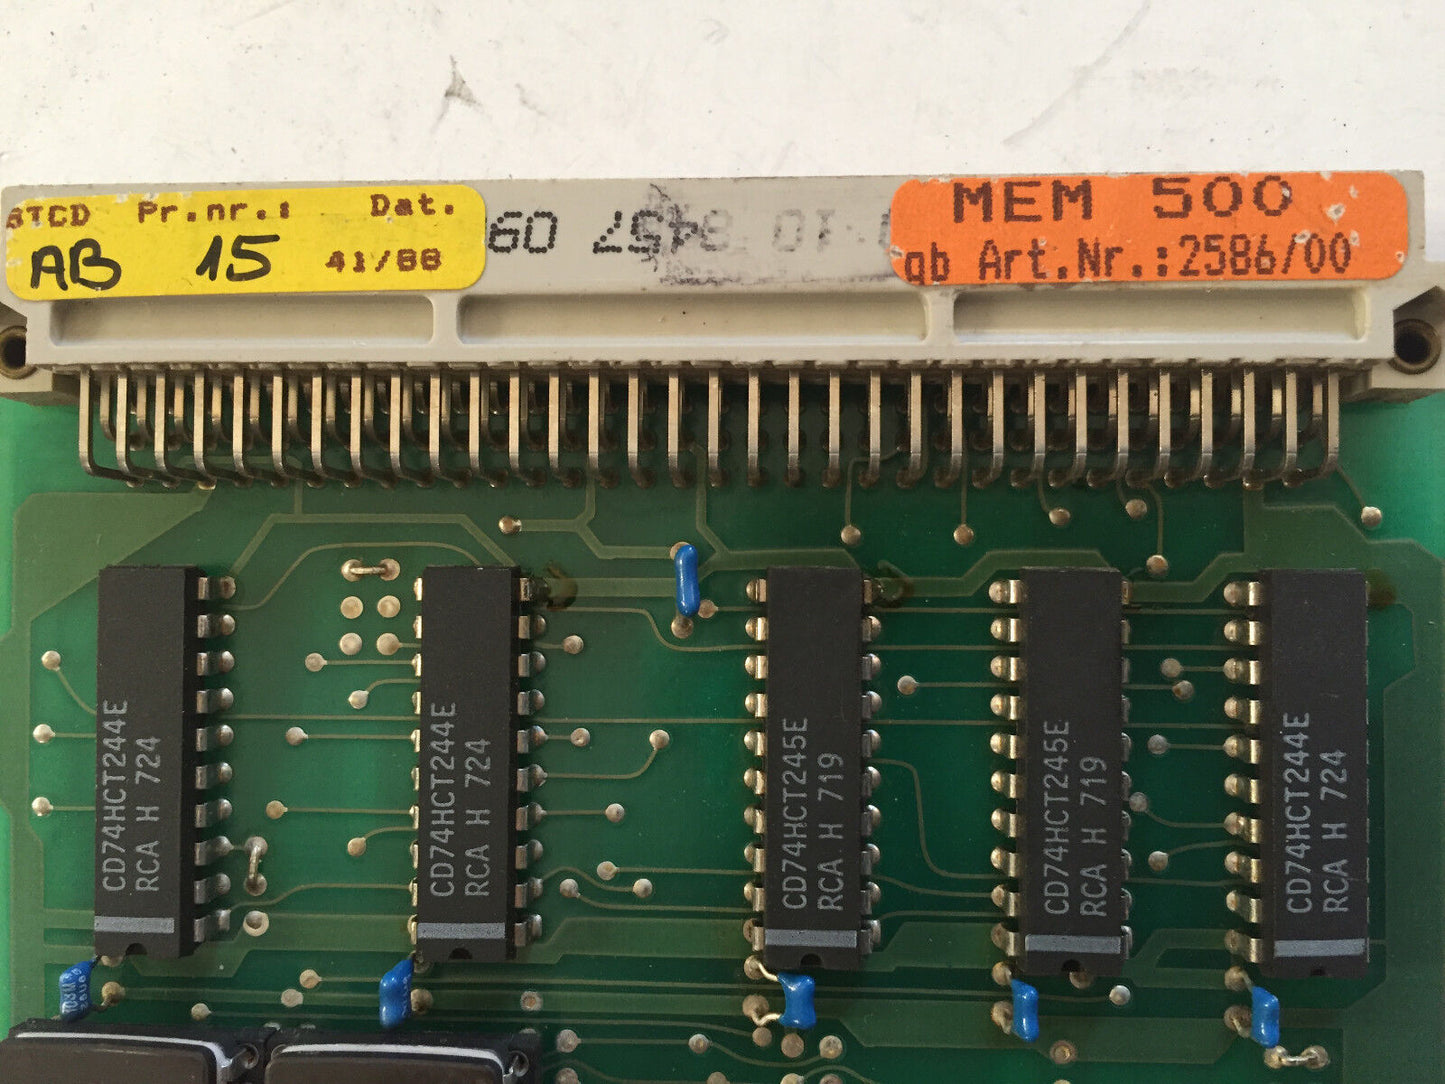 Pr.nr.: Dat.
AB 15 41/88
MEM 500
qb Art.Nr.:2586/00
CD74HCT244E
RCA H 724
CD74HCT244E
RCA H 724
CD74HCT245E
RCA H 719
CD74HCT245E
RCA H 719
CD74HCT244E
RCA H 724